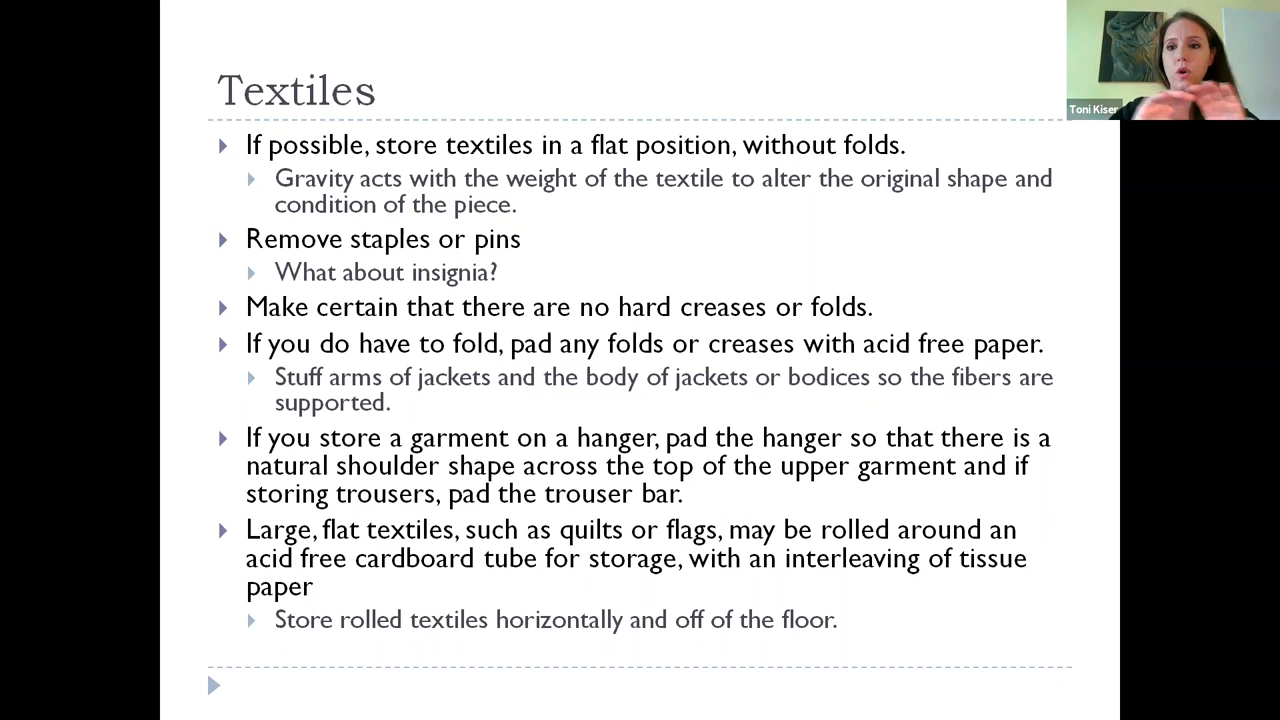 Textiles
If possible, store textiles in a flat position, without folds.
Gravity acts with the weight of the textile to alter the original shape and
condition of the piece.
Remove staples or pins
What about insignia?
Make certain that there are no hard creases or folds.
If you do have to fold, pad any folds or creases with acid free paper.
Stuff arms of jackets and the body of jackets or bodices so the fibers are
supported.
If you store a garment on a hanger, pad the hanger so that there is a
natural shoulder shape across the top of the upper garment and if
storing trousers, pad the trouser bar.
Large, flat textiles, such as quilts or flags, may be rolled around an
acid free cardboard tube for storage, with an interleaving of tissue
paper
Store rolled textiles horizontally and off of the floor.
Toni Kiser